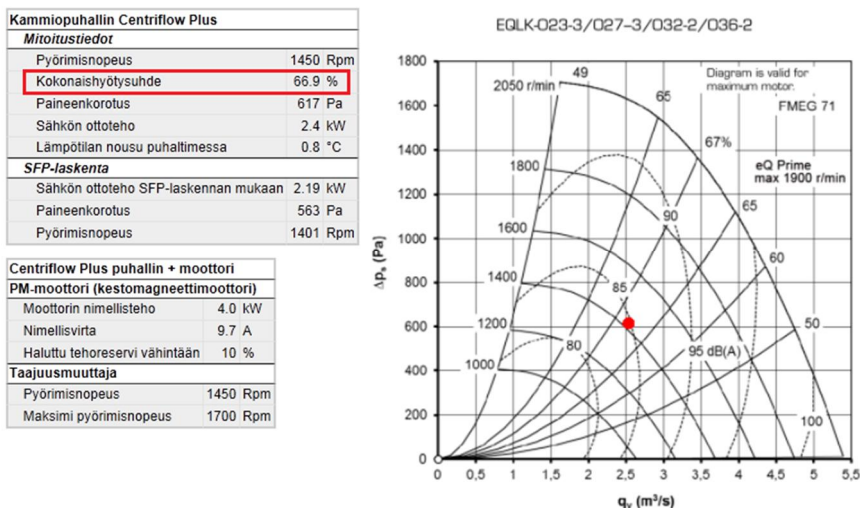 Kammiopuhallin Centriflow Plus
Mitoitustiedot
Pyörimisnopeus 1450 Rpm
Kokonaishyötysuhde 66.9 %
Paineenkorotus 617 Pa
Sähkön ottoteho 2.4 kW
Lämpötilan nousu puhaltimessa 0.8 °C
SFP-laskenta
Sähkön ottoteho SFP-laskennan mukaan 2.19 kW
Paineenkorotus 563 Pa
Pyörimisnopeus 1401 Rpm
Centriflow Plus puhallin + moottori
PM-moottori (kestomagneettimoottori)
Moottorin nimellisteho 4.0 kW
Nimellisvirta 9.7 A
Haluttu tehoreservi vähintään 10 %
Taajuusmuuttaja
Pyörimisnopeus 1450 Rpm
Maksimi pyörimisnopeus 1700 Rpm
EQLK-023-3/027-3/032-2/036-2
Δps (Pa)
1800
1600
1400
1200
1000
800
600
400
200
0
2050 r/min
1800
1600
1400
1200
1000
49
65
67%
65
60
50
90
85
80
95 dB(A)
100
Diagram is valid for
maximum motor.
FMEG 71
eQ Prime
max 1900 r/min
0 0,5 1 1,5 2 2,5 3 3,5 4 4,5 5 5,5
qv (m³/s)